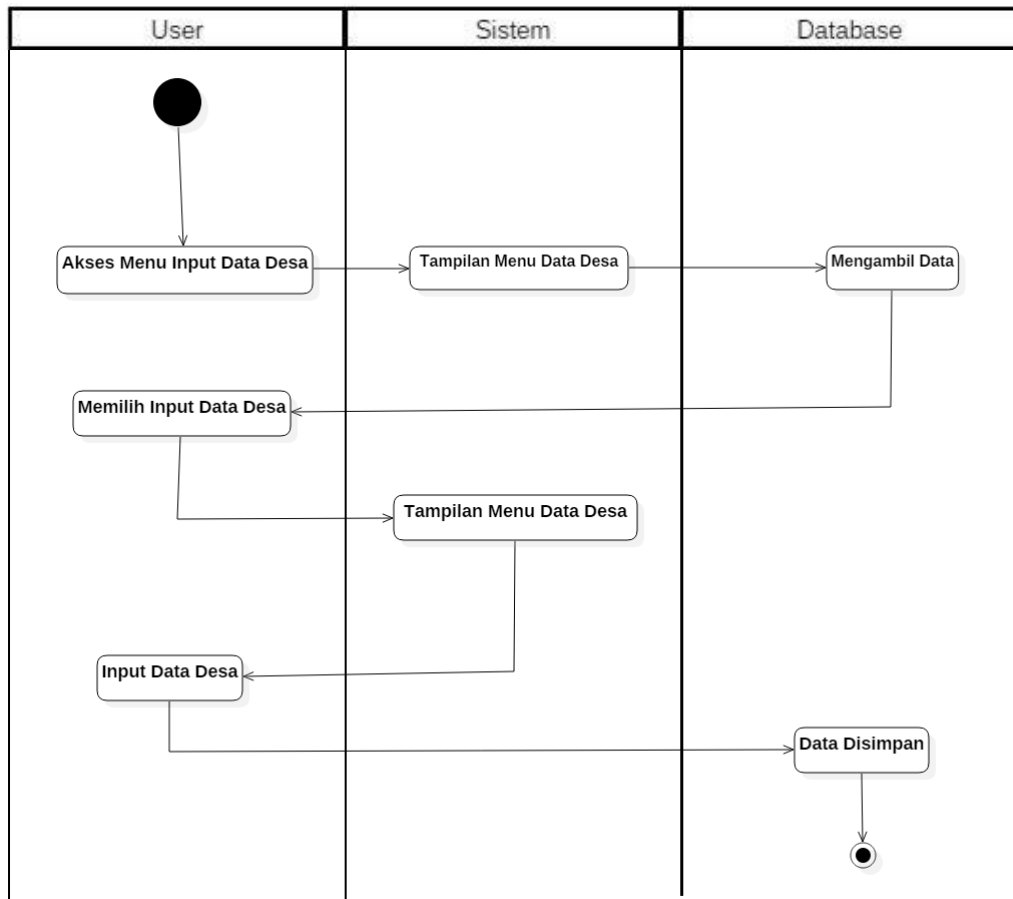 User
Sistem
Database
Akses Menu Input Data Desa
Tampilan Menu Data Desa
Mengambil Data
Memilih Input Data Desa
Tampilan Menu Data Desa
Input Data Desa
Data Disimpan